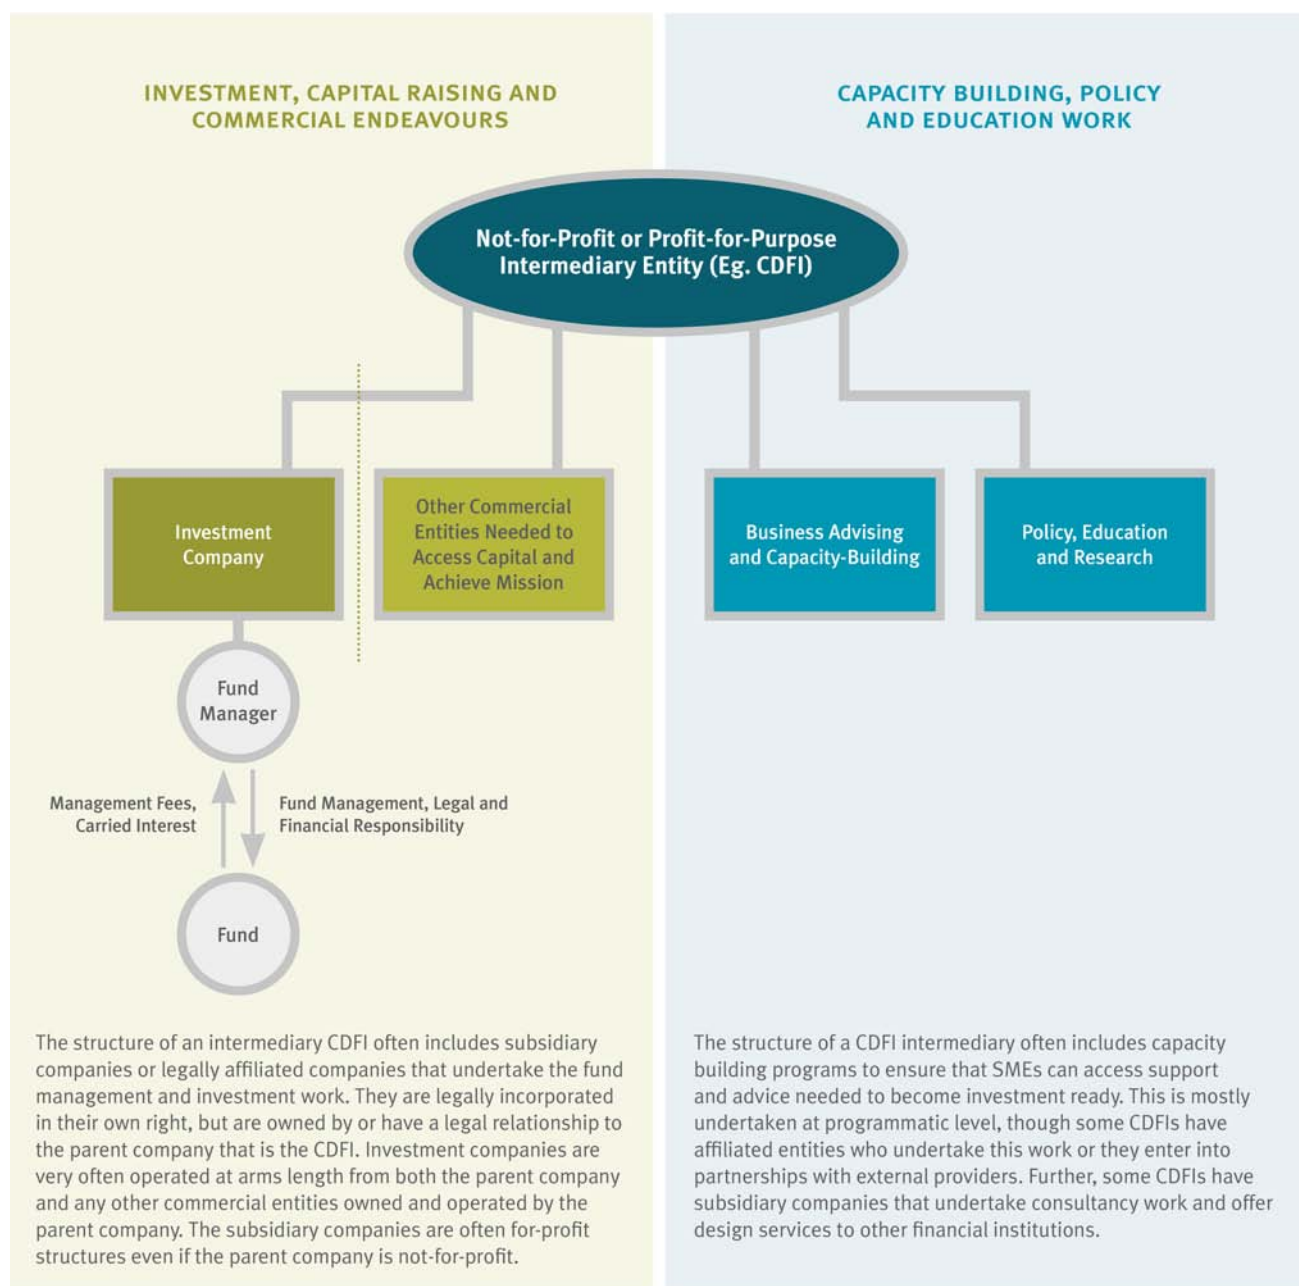 INVESTMENT, CAPITAL RAISING AND
COMMERCIAL ENDEAVOURS
CAPACITY BUILDING, POLICY
AND EDUCATION WORK
Not-for-Profit or Profit-for-Purpose
Intermediary Entity (Eg. CDFI)
Investment
Company
Other Commercial
Entities Needed to
Access Capital and
Achieve Mission
Business Advising
and Capacity-Building
Policy, Education
and Research
Fund
Manager
Management Fees,
Carried Interest
Fund Management, Legal and
Financial Responsibility
Fund
The structure of an intermediary CDFI often includes subsidiary
companies or legally affiliated companies that undertake the fund
management and investment work. They are legally incorporated
in their own right, but are owned by or have a legal relationship to
the parent company that is the CDFI. Investment companies are
very often operated at arms length from both the parent company
and any other commercial entities owned and operated by the
parent company. The subsidiary companies are often for-profit
structures even if the parent company is not-for-profit.
The structure of a CDFI intermediary often includes capacity
building programs to ensure that SMEs can access support
and advice needed to become investment ready. This is mostly
undertaken at programmatic level, though some CDFIs have
affiliated entities who undertake this work or they enter into
partnerships with external providers. Further, some CDFIs have
subsidiary companies that undertake consultancy work and offer
design services to other financial institutions.